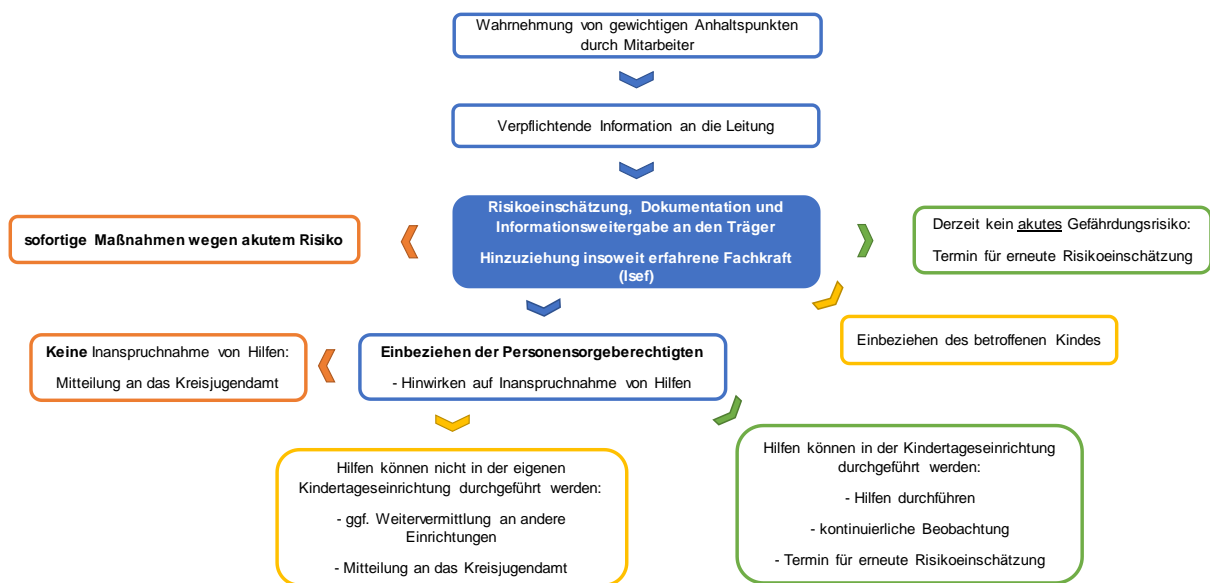 Wahrnehmung von gewichtigen Anhaltspunkten
durch Mitarbeiter
Verpflichtende Information an die Leitung
Risikoeinschätzung, Dokumentation und
Informationsweitergabe an den Träger
Hinzuziehung insoweit erfahrene Fachkraft
(Isef)
sofortige Maßnahmen wegen akutem Risiko
Derzeit kein akutes Gefährdungsrisiko:
Termin für erneute Risikoeinschätzung
Einbeziehen des betroffenen Kindes
Keine Inanspruchnahme von Hilfen:
Mitteilung an das Kreisjugendamt
Einbeziehen der Personensorgeberechtigten
- Hinwirken auf Inanspruchnahme von Hilfen
Hilfen können nicht in der eigenen
Kindertageseinrichtung durchgeführt werden:
- ggf. Weitervermittlung an andere
Einrichtungen
- Mitteilung an das Kreisjugendamt
Hilfen können in der Kindertageseinrichtung
durchgeführt werden:
- Hilfen durchführen
- kontinuierliche Beobachtung
- Termin für erneute Risikoeinschätzung